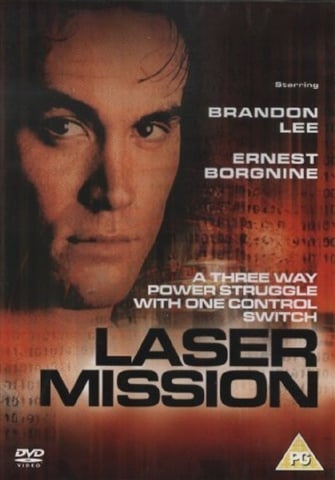 Starring
BRANDON
LEE
ERNEST
BORGNINE
A THREE WAY
POWER STRUGGLE
WITH ONE CONTROL
SWITCH
LASER
MISSION
DVD
VIDEO
PG